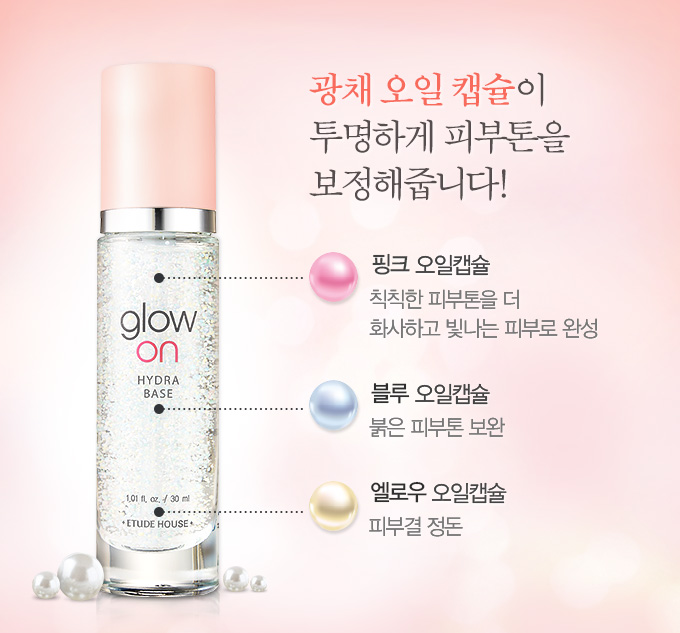 광채 오일 캡슐이
투명하게 피부톤을
보정해줍니다!
핑크 오일캡슐
칙칙한 피부톤을 더
화사하고 빛나는 피부로 완성
블루 오일캡슐
붉은 피부톤 보완
엘로우 오일캡슐
피부결 정돈
glow
on
HYDRA
BASE
1.01 fl. oz. / 30 ml
• ETUDE HOUSE •